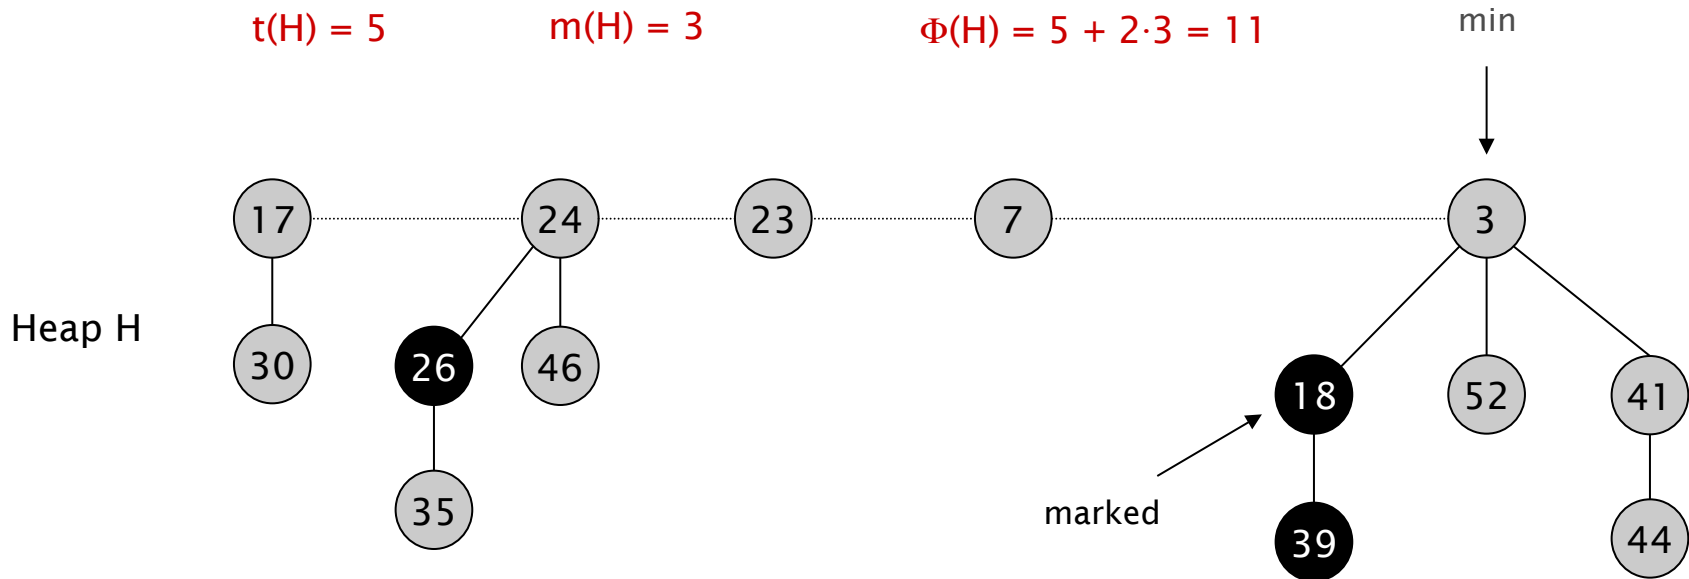 t(H) = 5 m(H) = 3 Φ(H) = 5 + 2·3 = 11 min
17 24 23 7 3
Heap H
30 26 46 18 52 41
35 marked 39 44